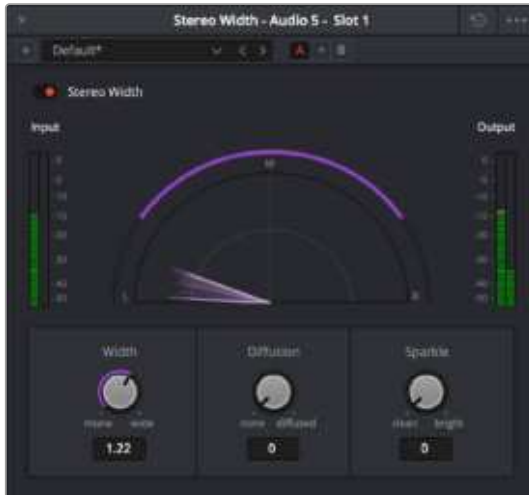 Stereo Width - Audio 5 - Slot 1
Default*
A
B
Stereo Width
Input
Output
M
L
R
Width
Diffusion
Sparkle
mono
wide
none
diffused
clean
bright
1.22
0
0